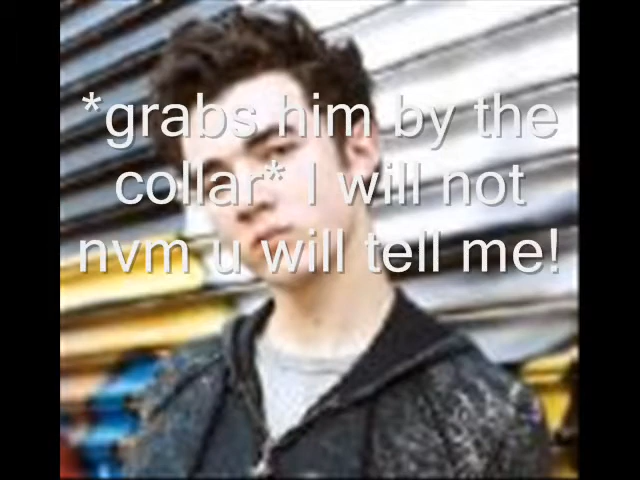 *grabs him by the
collar* I will not
nvm u will tell me!